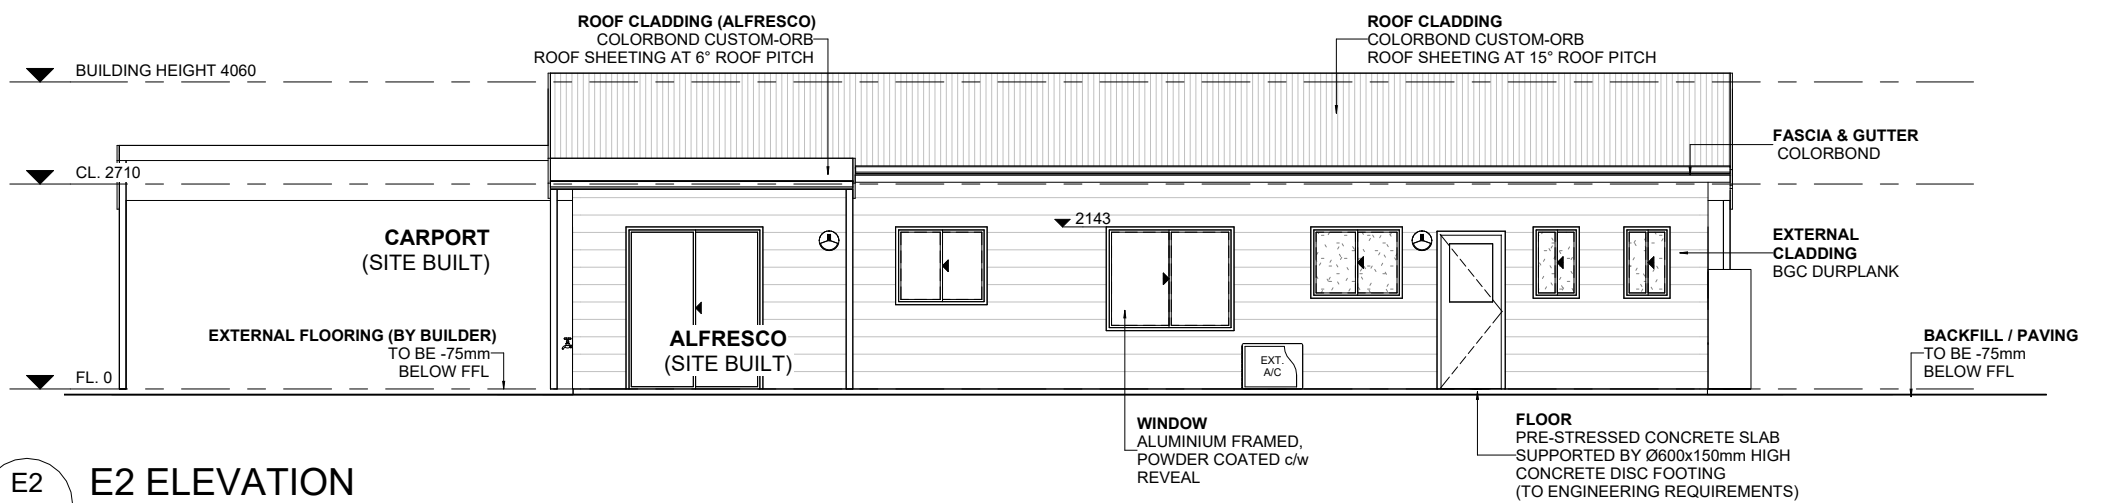 ROOF CLADDING (ALFRESCO)
COLORBOND CUSTOM-ORB
ROOF SHEETING AT 6° ROOF PITCH
ROOF CLADDING
COLORBOND CUSTOM-ORB
ROOF SHEETING AT 15° ROOF PITCH
BUILDING HEIGHT 4060
FASCIA & GUTTER
COLORBOND
CL. 2710
2143
CARPORT
(SITE BUILT)
EXTERNAL
CLADDING
BGC DURPLANK
EXTERNAL FLOORING (BY BUILDER)
TO BE -75mm
BELOW FFL
ALFRESCO
(SITE BUILT)
EXT.
A/C
BACKFILL / PAVING
TO BE -75mm
BELOW FFL
FL. 0
WINDOW
ALUMINIUM FRAMED,
POWDER COATED c/w
REVEAL
FLOOR
PRE-STRESSED CONCRETE SLAB
SUPPORTED BY Ø600x150mm HIGH
CONCRETE DISC FOOTING
(TO ENGINEERING REQUIREMENTS)
E2
E2 ELEVATION